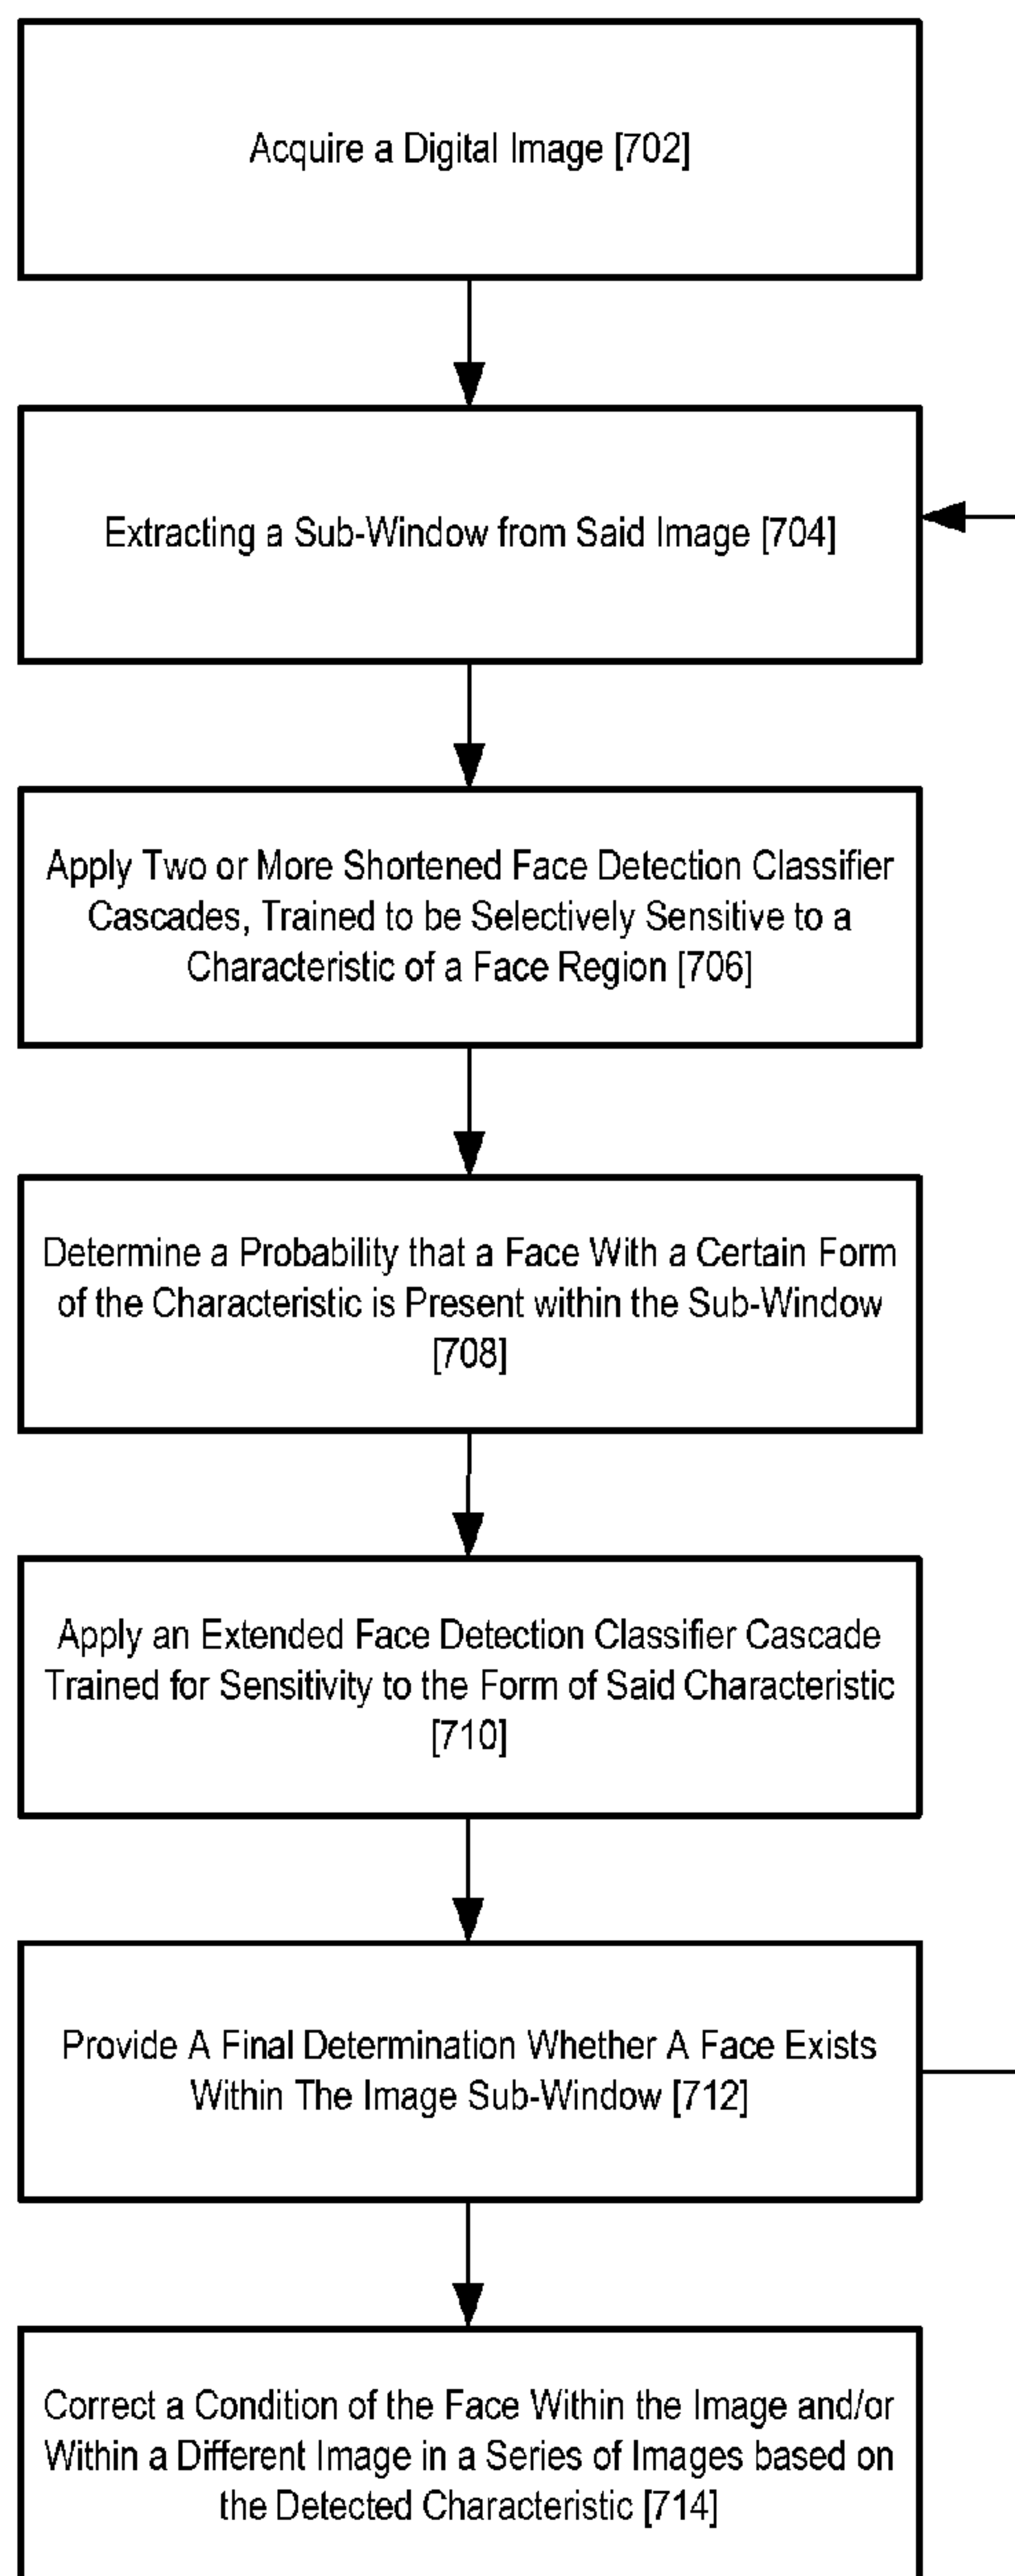 Acquire a Digital Image [702]
Extracting a Sub-Window from Said Image [704]
Apply Two or More Shortened Face Detection Classifier
Cascades, Trained to be Selectively Sensitive to a
Characteristic of a Face Region [706]
Determine a Probability that a Face With a Certain Form
of the Characteristic is Present within the Sub-Window
[708]
Apply an Extended Face Detection Classifier Cascade
Trained for Sensitivity to the Form of Said Characteristic
[710]
Provide A Final Determination Whether A Face Exists
Within The Image Sub-Window [712]
Correct a Condition of the Face Within the Image and/or
Within a Different Image in a Series of Images based on
the Detected Characteristic [714]